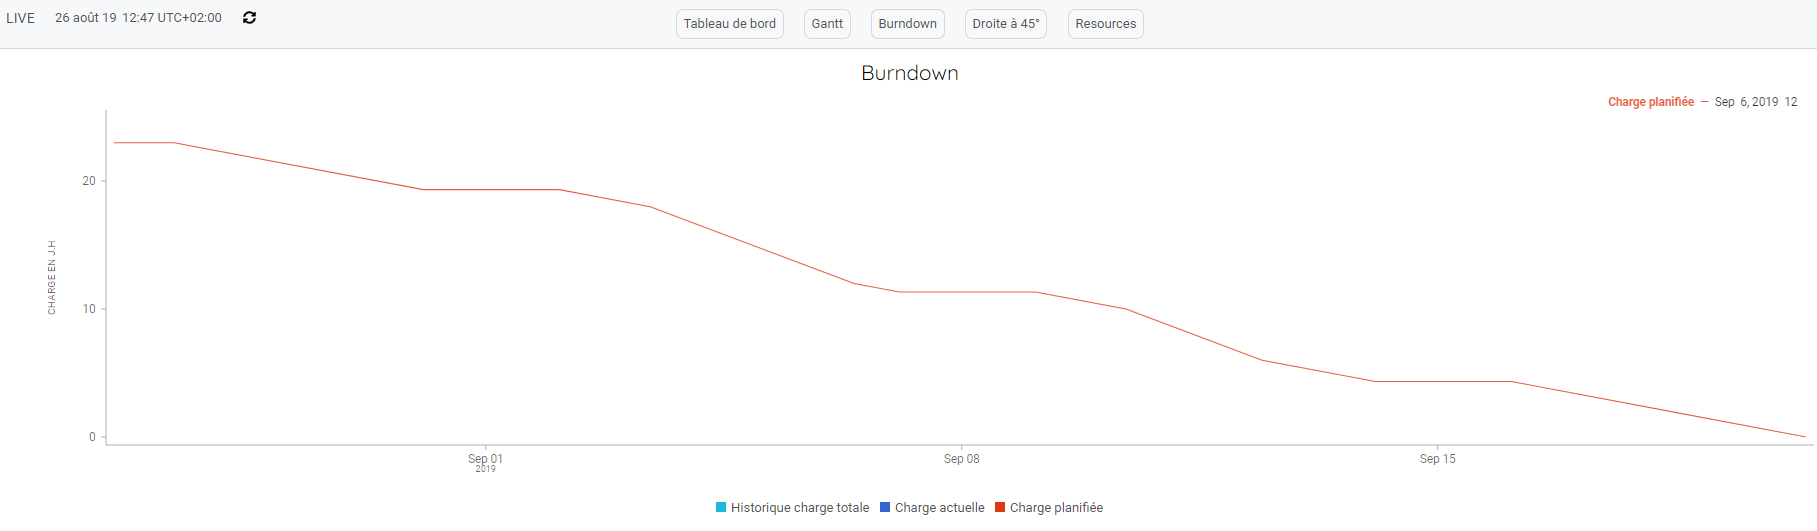 LIVE 26 août 19 12:47 UTC+02:00
Tableau de bord Gantt Burndown Droite à 45° Resources
Burndown
Charge planifiée — Sep 6, 2019 12
20
10
0
CHARGE EN J.H
Sep 01 Sep 08 Sep 15
2019
Historique charge totale Charge actuelle Charge planifiée